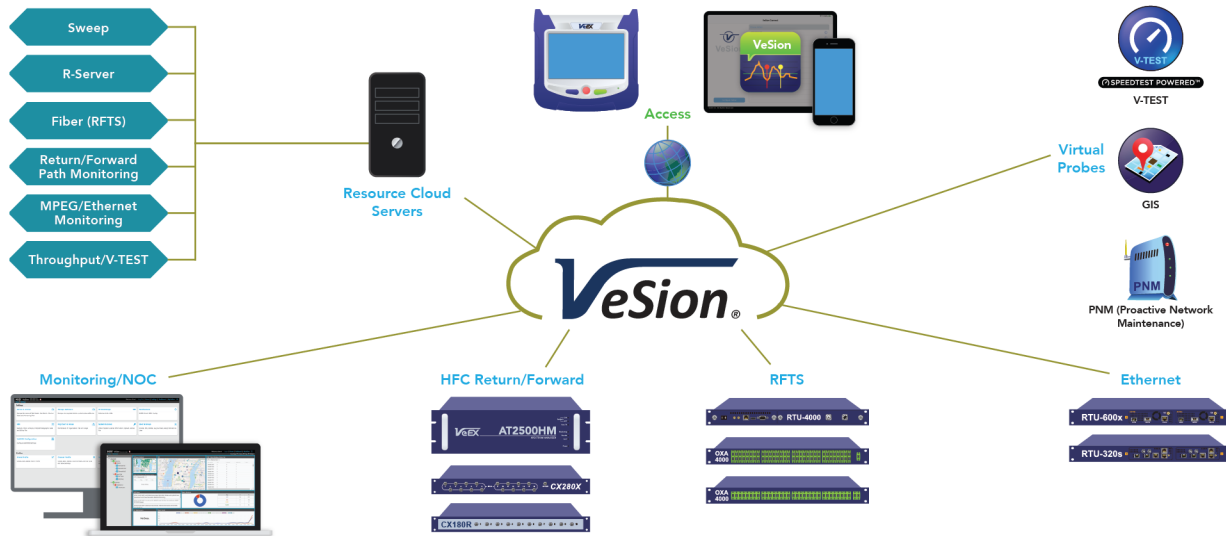 Sweep
R-Server
Fiber (RFTS)
Return/Forward
Path Monitoring
MPEG/Ethernet
Monitoring
Throughput/V-TEST
Resource Cloud
Servers
VeEX
VeSion
Access
V-TEST
SPEEDTEST POWERED™
V-TEST
Virtual
Probes
GIS
PNM
PNM (Proactive Network
Maintenance)
VeSion®
Monitoring/NOC
HFC Return/Forward
VeEX AT2500HM
CX280X
CX180R
RFTS
RTU-4000
OXA
4000
OXA
4000
Ethernet
RTU-600x
RTU-320s